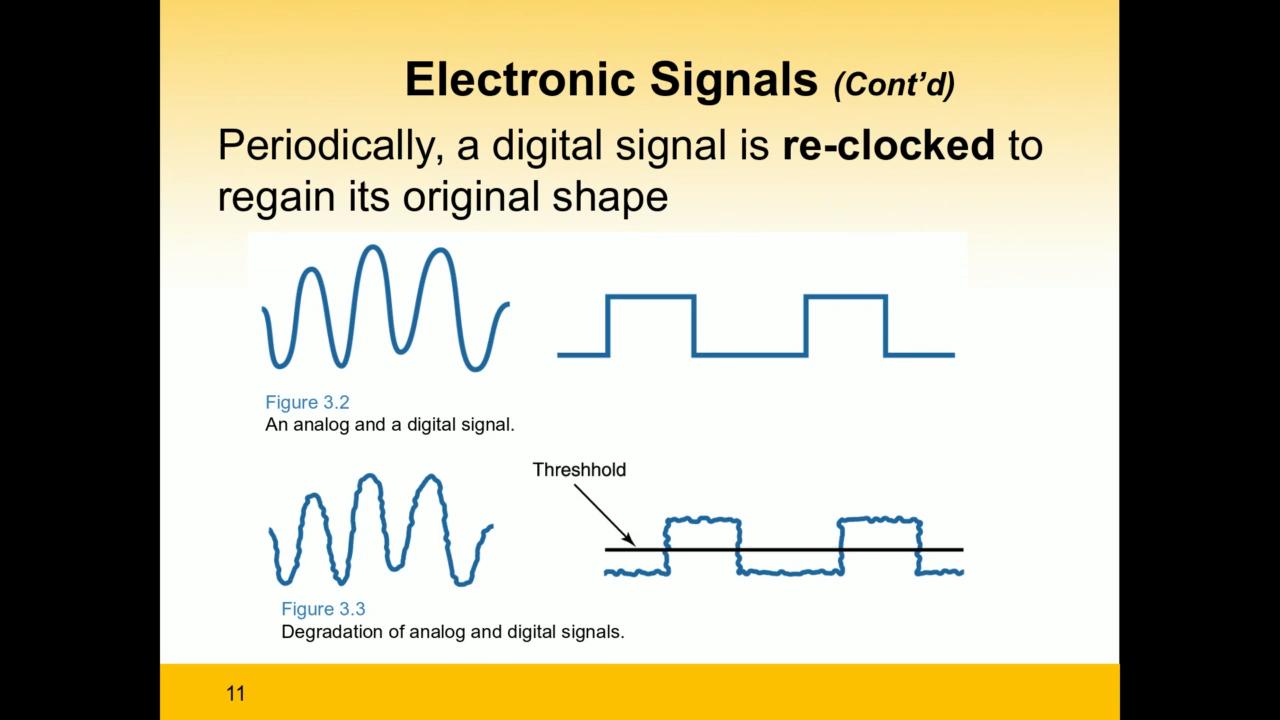 Electronic Signals (Cont'd)
Periodically, a digital signal is re-clocked to
regain its original shape
Figure 3.2
An analog and a digital signal.
Threshhold
Figure 3.3
Degradation of analog and digital signals.
11